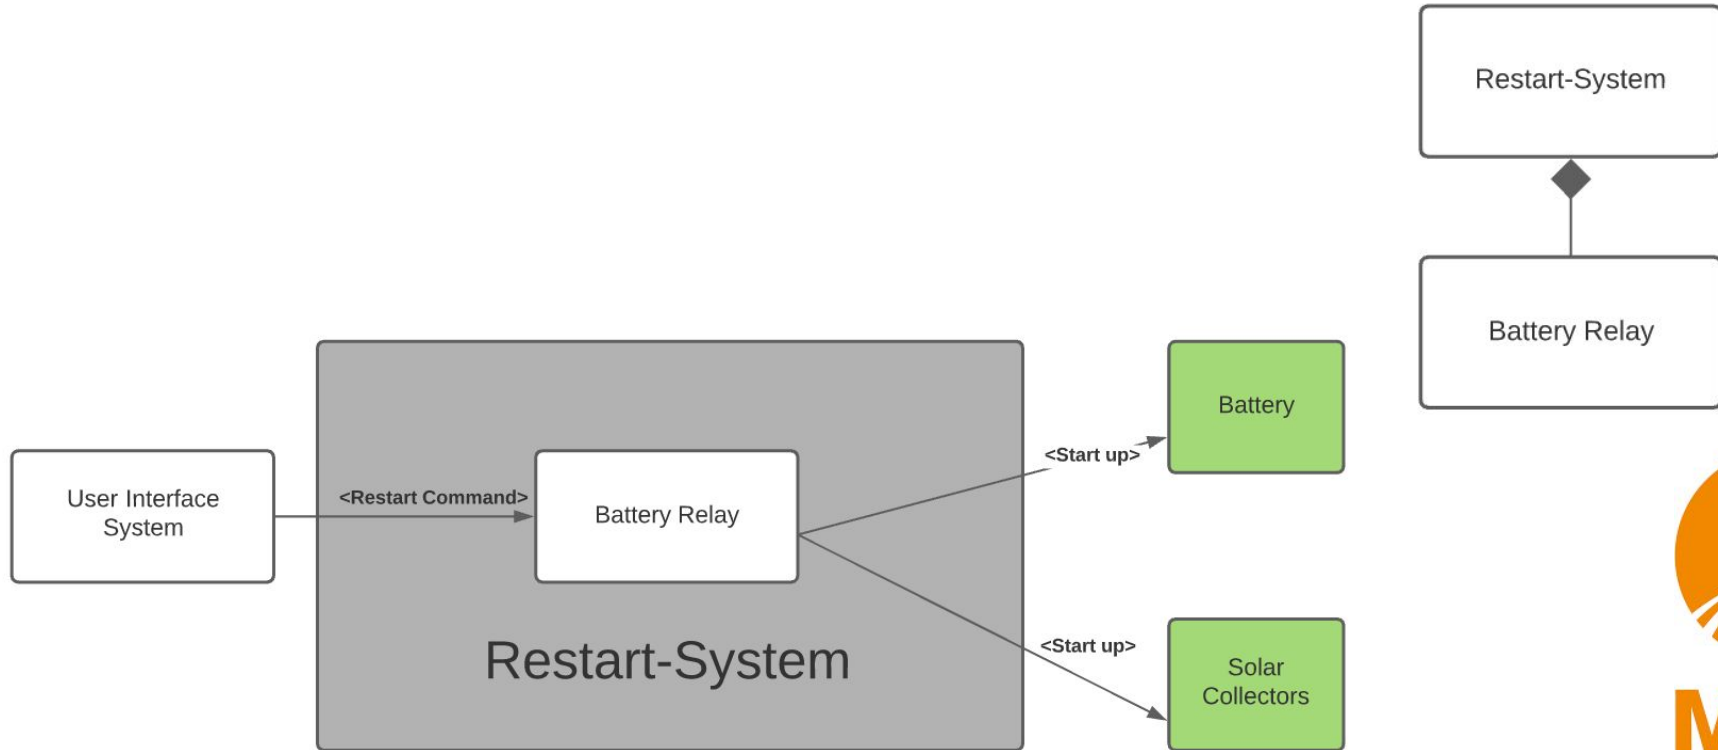 Restart-System
Battery Relay
Battery
<Start up>
User Interface
System
<Restart Command>
Battery Relay
Restart-System
<Start up>
Solar
Collectors
M